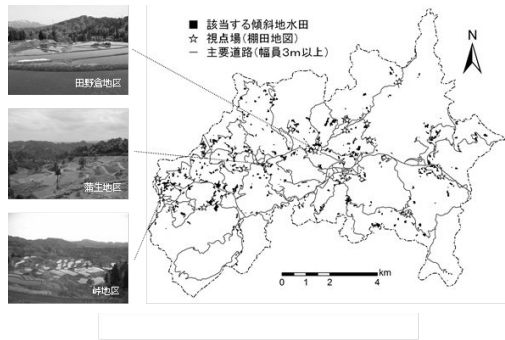 ■ 該当する傾斜地水田
☆ 視点場(棚田地図)
— 主要道路(幅員3m以上)
N
田野倉地区
蒲生地区
峠地区
km
0 1 2 4